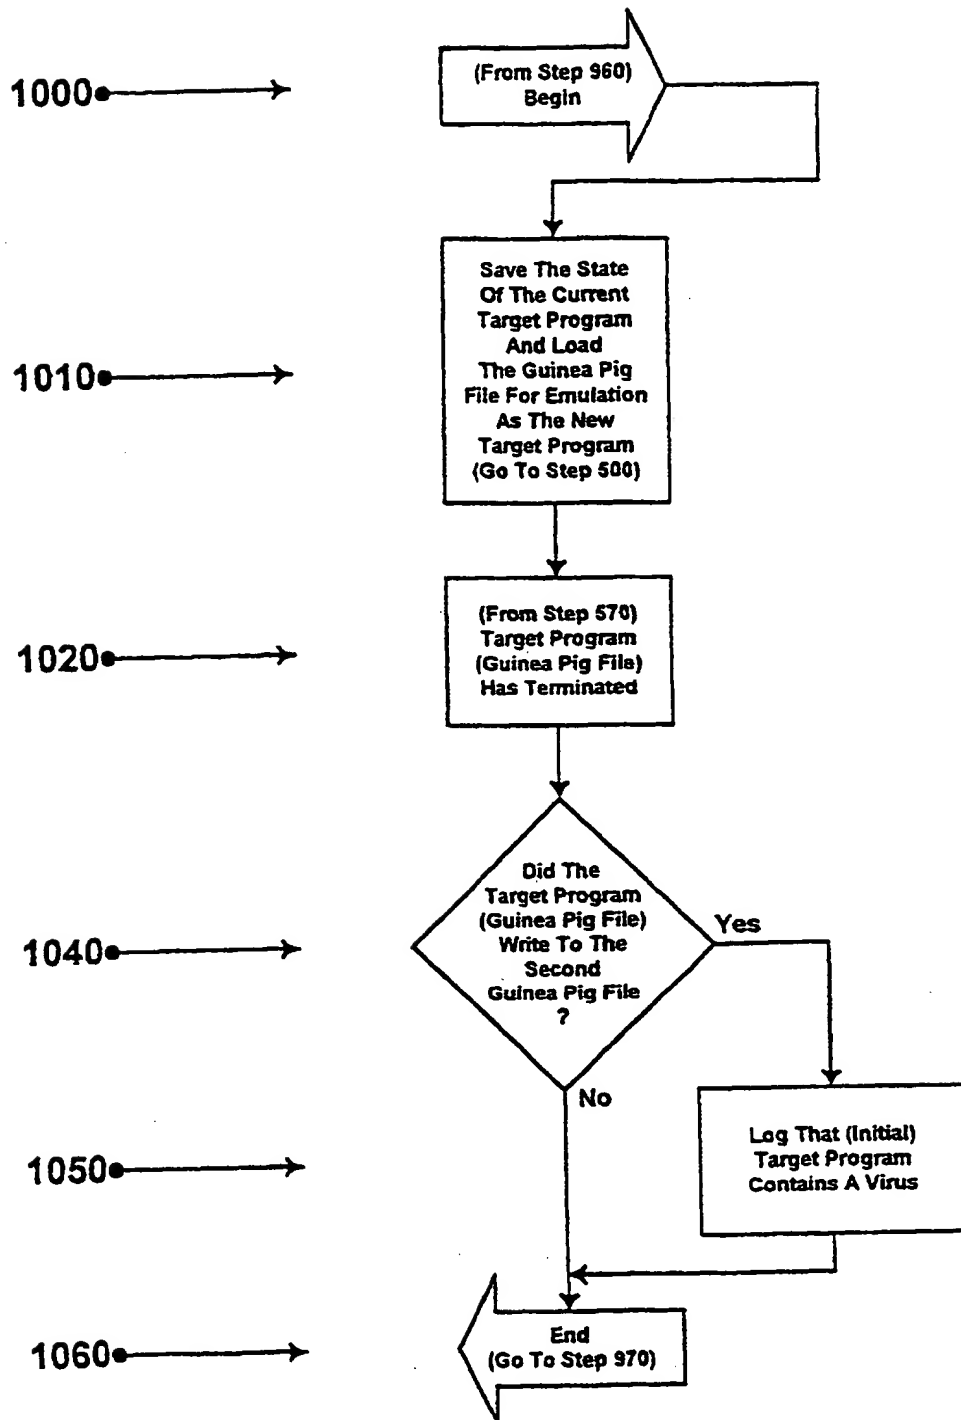 1000
(From Step 960)
Begin
1010
Save The State
Of The Current
Target Program
And Load
The Guinea Pig
File For Emulation
As The New
Target Program
(Go To Step 500)
1020
(From Step 570)
Target Program
(Guinea Pig File)
Has Terminated
1040
Did The
Target Program
(Guinea Pig File)
Write To The
Second
Guinea Pig File
?
Yes
No
1050
Log That (Initial)
Target Program
Contains A Virus
1060
End
(Go To Step 970)